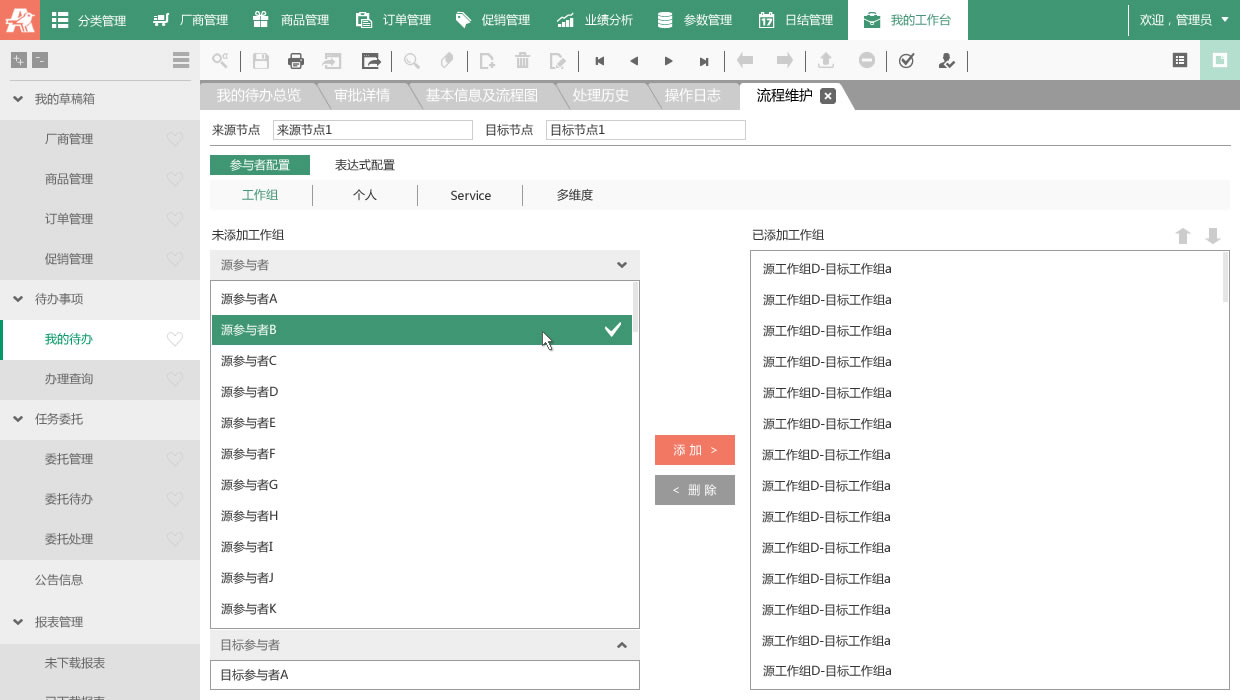 分类管理 厂商管理 商品管理 订单管理 促销管理 业绩分析 参数管理 日结管理 我的工作台 欢迎，管理员
我的待办总览 审批详情 基本信息及流程图 处理历史 操作日志 流程维护
我的草稿箱
厂商管理
商品管理
订单管理
促销管理
待办事项
我的待办
办理查询
任务委托
委托管理
委托待办
委托处理
公告信息
报表管理
未下载报表
已下载报表
来源节点 来源节点1 目标节点 目标节点1
参与者配置 表达式配置
工作组 个人 Service 多维度
未添加工作组
源参与者
源参与者A
源参与者B
源参与者C
源参与者D
源参与者E
源参与者F
源参与者G
源参与者H
源参与者I
源参与者J
源参与者K
目标参与者
目标参与者A
添 加 >
< 删 除
已添加工作组
源工作组D-目标工作组a
源工作组D-目标工作组a
源工作组D-目标工作组a
源工作组D-目标工作组a
源工作组D-目标工作组a
源工作组D-目标工作组a
源工作组D-目标工作组a
源工作组D-目标工作组a
源工作组D-目标工作组a
源工作组D-目标工作组a
源工作组D-目标工作组a
源工作组D-目标工作组a
源工作组D-目标工作组a
源工作组D-目标工作组a